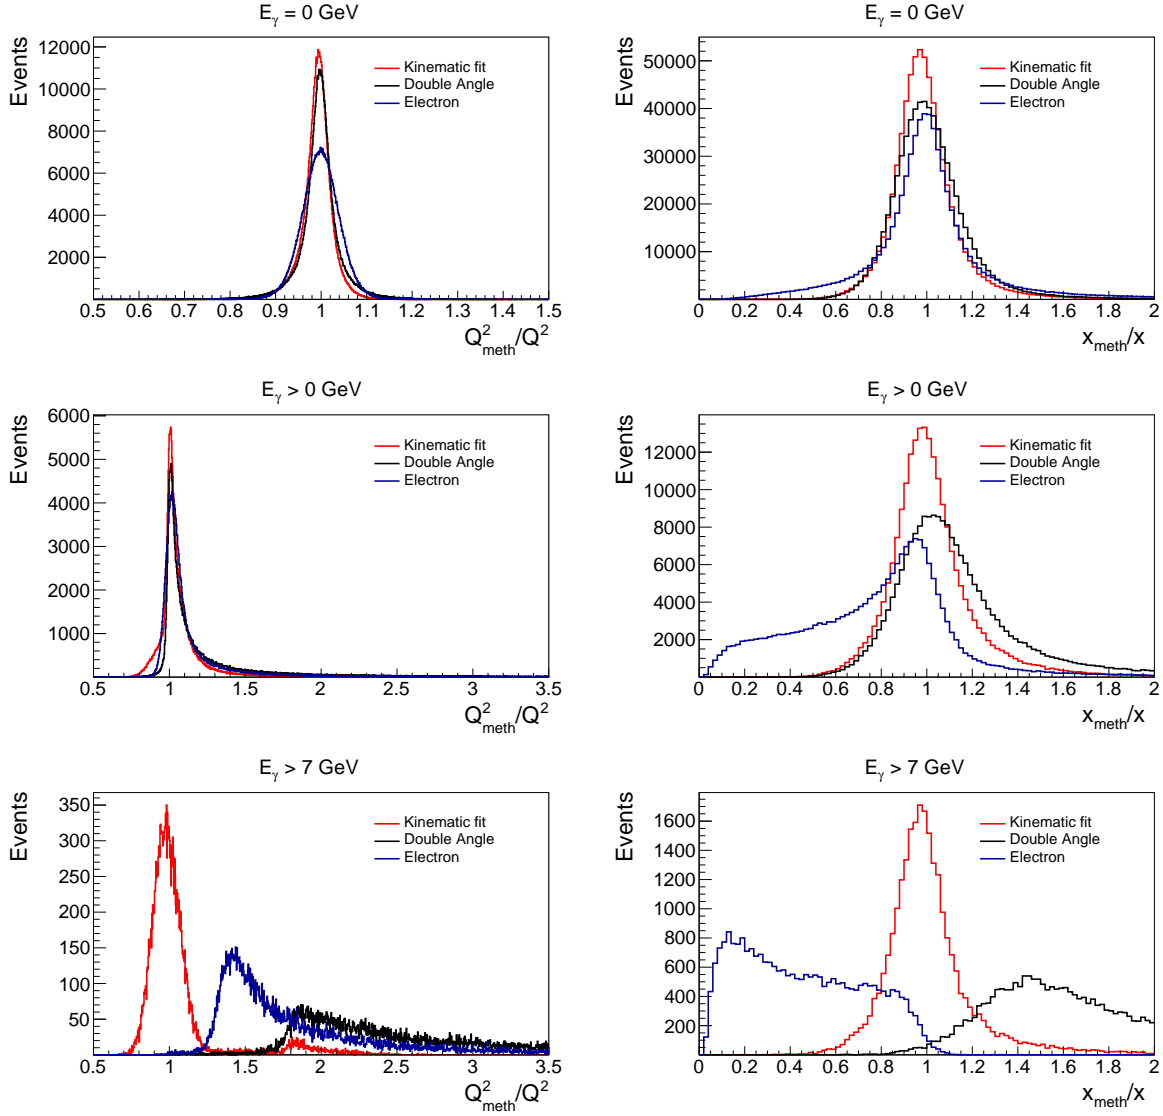 E_γ = 0 GeV
Events
12000
10000
8000
6000
4000
2000
0
Kinematic fit
Double Angle
Electron
0.5 0.6 0.7 0.8 0.9 1 1.1 1.2 1.3 1.4 1.5
Q²_meth/Q²
E_γ = 0 GeV
Events
50000
40000
30000
20000
10000
Kinematic fit
Double Angle
Electron
0 0.2 0.4 0.6 0.8 1 1.2 1.4 1.6 1.8 2
x_meth/x
E_γ > 0 GeV
Events
6000
5000
4000
3000
2000
1000
Kinematic fit
Double Angle
Electron
0.5 1 1.5 2 2.5 3 3.5
Q²_meth/Q²
E_γ > 0 GeV
Events
12000
10000
8000
6000
4000
2000
Kinematic fit
Double Angle
Electron
0 0.2 0.4 0.6 0.8 1 1.2 1.4 1.6 1.8 2
x_meth/x
E_γ > 7 GeV
Events
350
300
250
200
150
100
50
Kinematic fit
Double Angle
Electron
0.5 1 1.5 2 2.5 3 3.5
Q²_meth/Q²
E_γ > 7 GeV
Events
1600
1400
1200
1000
800
600
400
200
Kinematic fit
Double Angle
Electron
0 0.2 0.4 0.6 0.8 1 1.2 1.4 1.6 1.8 2
x_meth/x